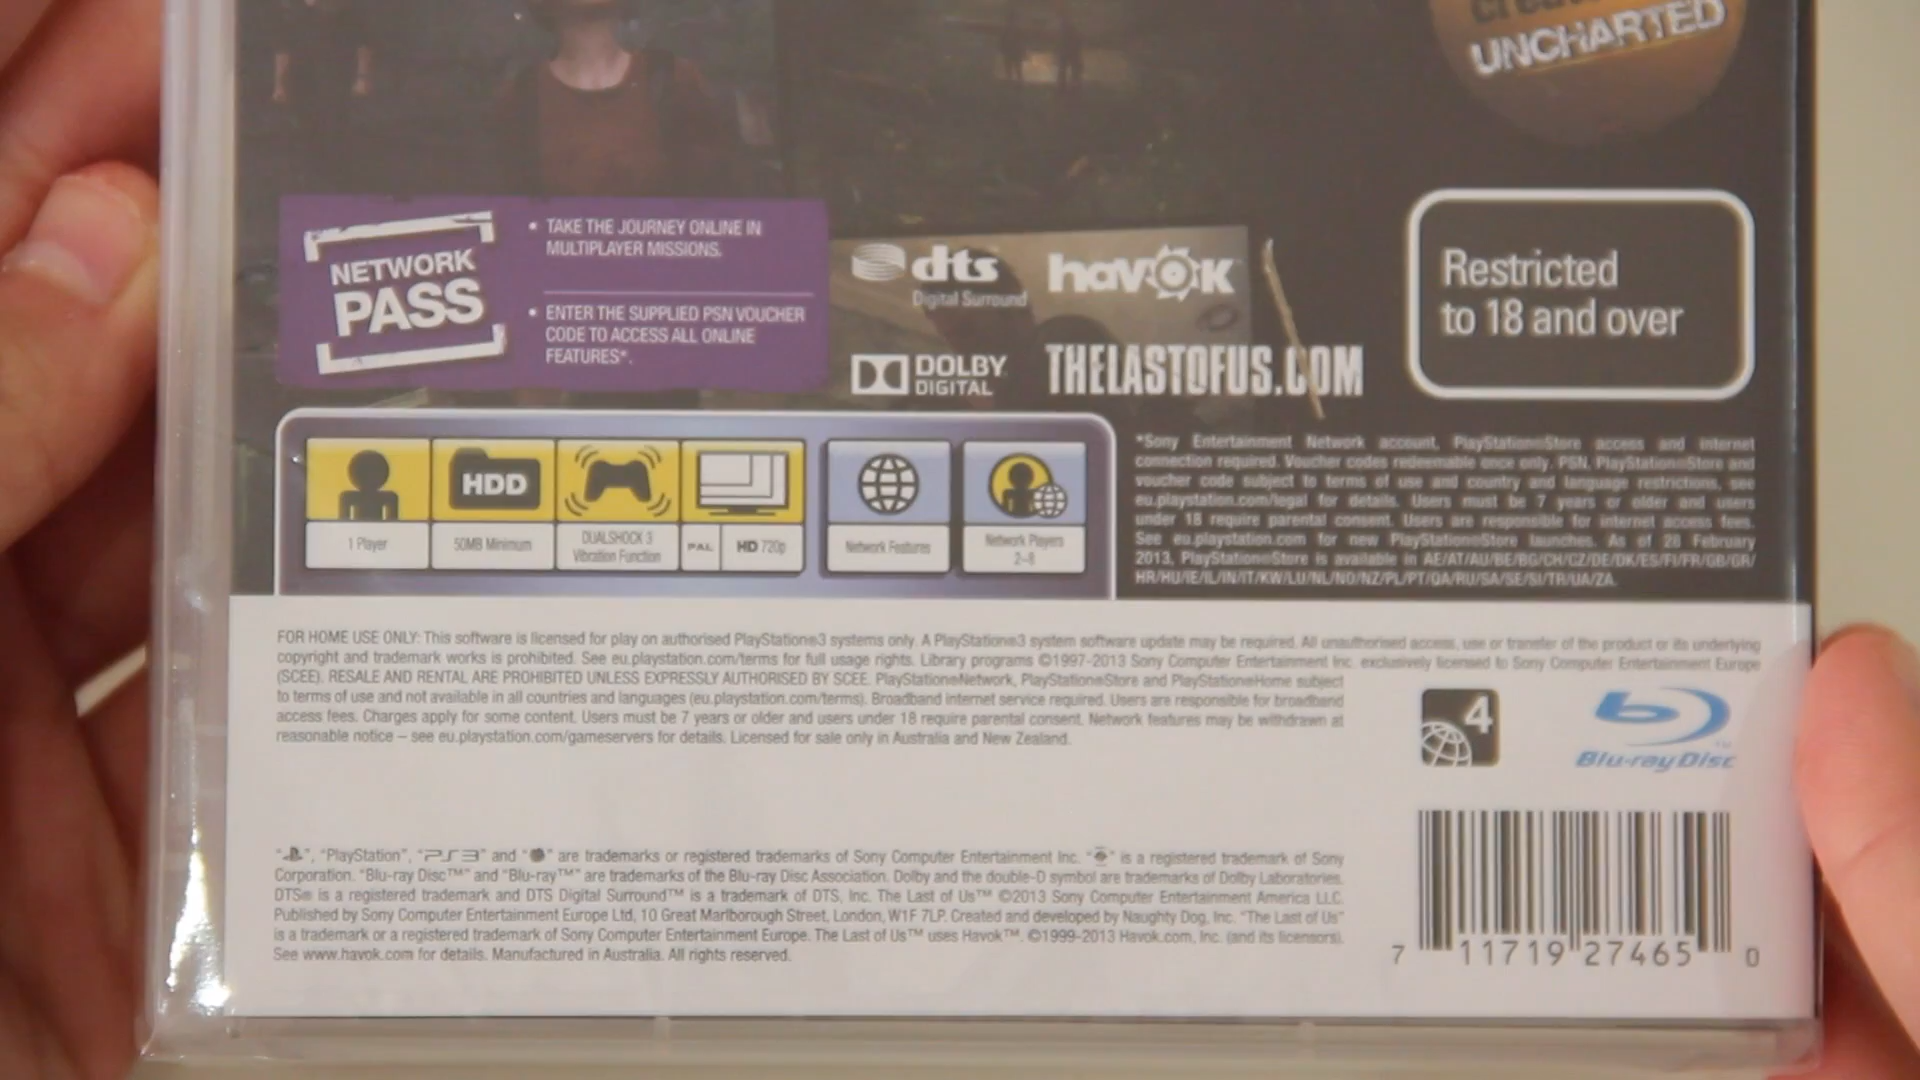 UNCHARTED
NETWORK
PASS
• TAKE THE JOURNEY ONLINE IN
MULTIPLAYER MISSIONS.
• ENTER THE SUPPLIED PSN VOUCHER
CODE TO ACCESS ALL ONLINE
FEATURES*.
dts
Digital Surround
havok
DOLBY
DIGITAL
THELASTOFUS.COM
Restricted
to 18 and over
HDD
1 Player
50MB Minimum
DUALSHOCK 3
Vibration Function
PAL
HD 720p
Network Features
Network Players
2-8
*Sony Entertainment Network account, PlayStation®Store access and internet
connection required. Voucher codes redeemable once only. PSN, PlayStation®Store and
voucher code subject to terms of use and country and language restrictions, see
eu.playstation.com/legal for details. Users must be 7 years or older and users
under 18 require parental consent. Users are responsible for internet access fees.
See eu.playstation.com for new PlayStation®Store launches. As of 28 February
2013, PlayStation®Store is available in AE/AT/AU/BE/BG/CH/CZ/DE/DK/ES/FI/FR/GB/GR/
HR/HU/IE/IL/IN/IT/KW/LU/NL/NO/NZ/PL/PT/QA/RU/SA/SE/SI/TR/UA/ZA.
FOR HOME USE ONLY: This software is licensed for play on authorised PlayStation®3 systems only. A PlayStation®3 system software update may be required. All unauthorised access, use or transfer of the product or its underlying
copyright and trademark works is prohibited. See eu.playstation.com/terms for full usage rights. Library programs ©1997-2013 Sony Computer Entertainment Inc. exclusively licensed to Sony Computer Entertainment Europe
(SCEE). RESALE AND RENTAL ARE PROHIBITED UNLESS EXPRESSLY AUTHORISED BY SCEE. PlayStation®Network, PlayStation®Store and PlayStation®Home subject
to terms of use and not available in all countries and languages (eu.playstation.com/terms). Broadband internet service required. Users are responsible for broadband
access fees. Charges apply for some content. Users must be 7 years or older and users under 18 require parental consent. Network features may be withdrawn at
reasonable notice – see eu.playstation.com/gameservers for details. Licensed for sale only in Australia and New Zealand.
4
Blu-ray Disc™
"", "PlayStation", "PS3" and "" are trademarks or registered trademarks of Sony Computer Entertainment Inc. "" is a registered trademark of Sony
Corporation. "Blu-ray Disc™" and "Blu-ray™" are trademarks of the Blu-ray Disc Association. Dolby and the double-D symbol are trademarks of Dolby Laboratories.
DTS® is a registered trademark and DTS Digital Surround™ is a trademark of DTS, Inc. The Last of Us™ ©2013 Sony Computer Entertainment America LLC.
Published by Sony Computer Entertainment Europe Ltd, 10 Great Marlborough Street, London, W1F 7LP. Created and developed by Naughty Dog, Inc. "The Last of Us"
is a trademark or a registered trademark of Sony Computer Entertainment Europe. The Last of Us™ uses Havok™. ©1999-2013 Havok.com, Inc. (and its licensors).
See www.havok.com for details. Manufactured in Australia. All rights reserved.
7 11719 27465 0